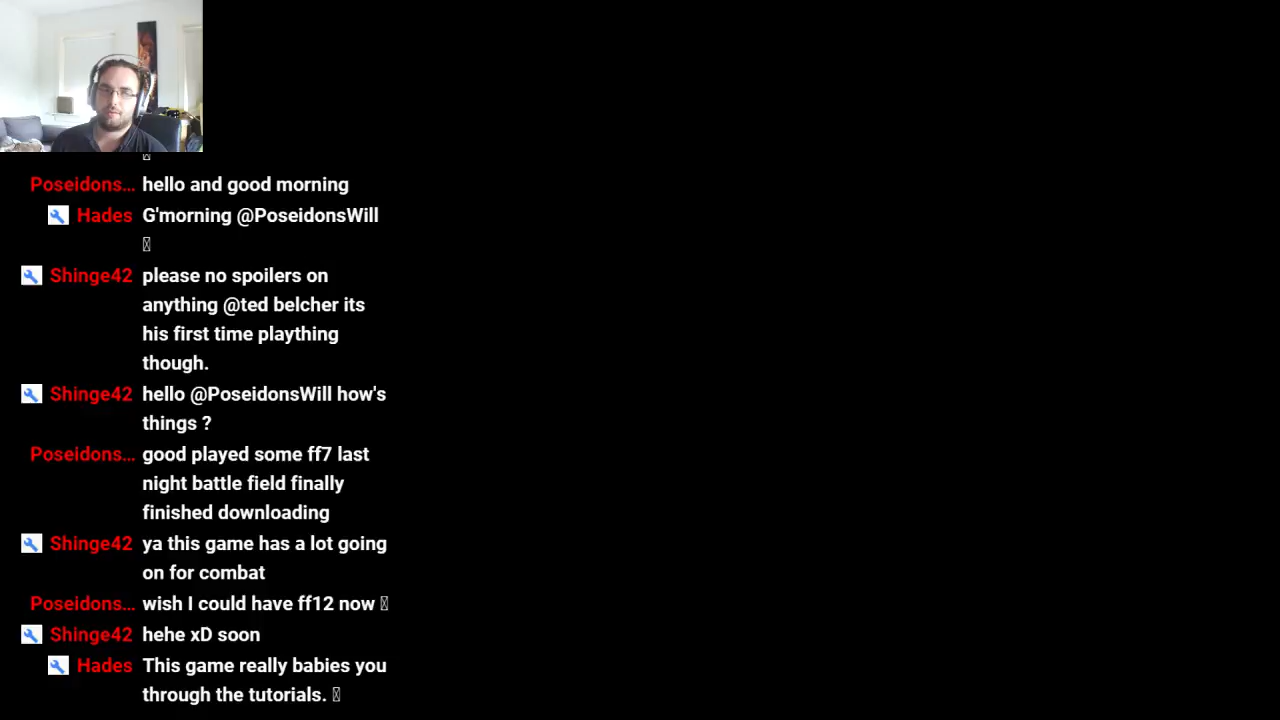 Poseidons… hello and good morning
Hades G'morning @PoseidonsWill
Shinge42 please no spoilers on
anything @ted belcher its
his first time plaything
though.
Shinge42 hello @PoseidonsWill how's
things ?
Poseidons… good played some ff7 last
night battle field finally
finished downloading
Shinge42 ya this game has a lot going
on for combat
Poseidons… wish I could have ff12 now
Shinge42 hehe xD soon
Hades This game really babies you
through the tutorials.